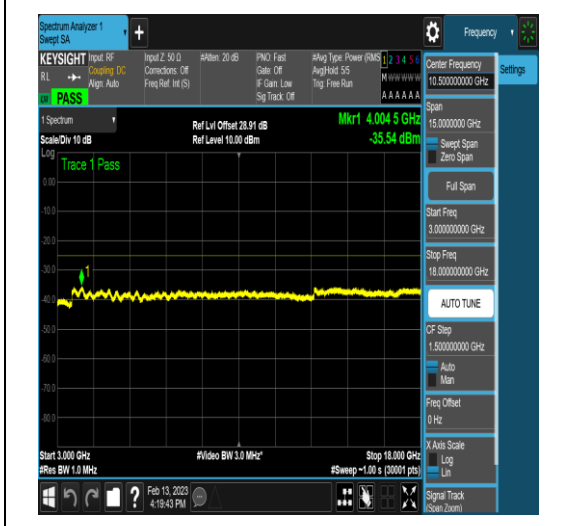 Spectrum Analyzer 1
Swept SA
+
Frequency
KEYSIGHT
RL
PASS
Input: RF
Coupling: DC
Align: Auto
Input Z: 50 Ω
Corrections: Off
Freq Ref: Int (S)
#Atten: 20 dB
PNO: Fast
Gate: Off
IF Gain: Low
Sig Track: Off
#Avg Type: Power (RMS
Avg|Hold: 5/5
Trig: Free Run
1 2 3 4 5 6
M W W W W W
A A A A A A
1 Spectrum
Scale/Div 10 dB
Log
Ref Lvl Offset 28.91 dB
Ref Level 10.00 dBm
Mkr1 4.004 5 GHz
-35.54 dBm
Trace 1 Pass
0.00
-10.0
-20.0
-30.0
-40.0
-50.0
-60.0
-70.0
-80.0
1
Start 3.000 GHz
#Res BW 1.0 MHz
#Video BW 3.0 MHz*
Stop 18.000 GHz
#Sweep ~1.00 s (30001 pts)
?
Feb 13, 2023
4:19:43 PM
Center Frequency
10.500000000 GHz
Settings
Span
15.0000000 GHz
Swept Span
Zero Span
Full Span
Start Freq
3.000000000 GHz
Stop Freq
18.000000000 GHz
AUTO TUNE
CF Step
1.500000000 GHz
Auto
Man
Freq Offset
0 Hz
X Axis Scale
Log
Lin
Signal Track
(Span Zoom)